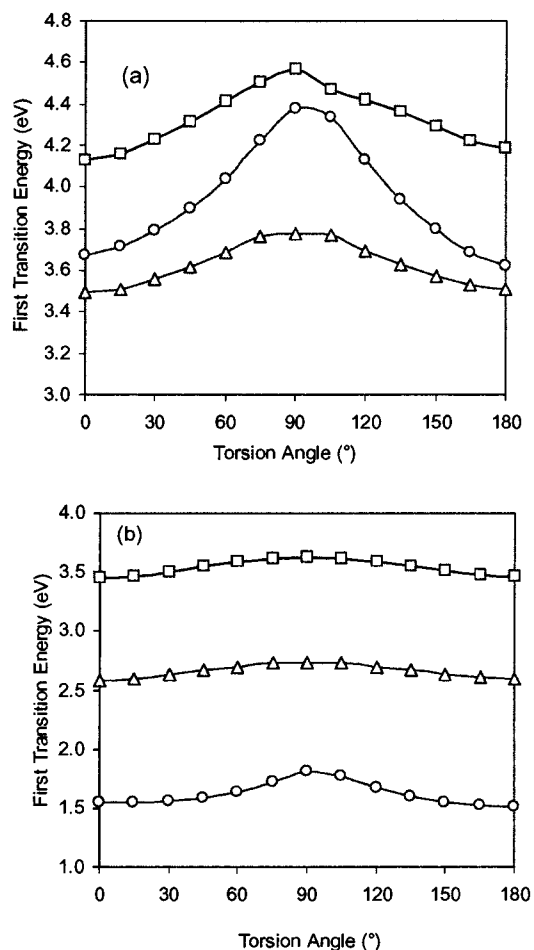 4.8
4.6
(a)
4.4
4.2
4.0
3.8
3.6
3.4
3.2
3.0
First Transition Energy (eV)
0 30 60 90 120 150 180
Torsion Angle (°)
4.0
(b)
3.5
3.0
2.5
2.0
1.5
1.0
First Transition Energy (eV)
0 30 60 90 120 150 180
Torsion Angle (°)